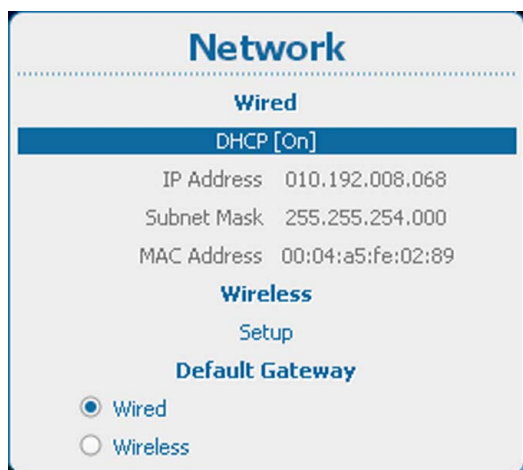 Network
Wired
DHCP [On]
IP Address 010.192.008.068
Subnet Mask 255.255.254.000
MAC Address 00:04:a5:fe:02:89
Wireless
Setup
Default Gateway
Wired
Wireless